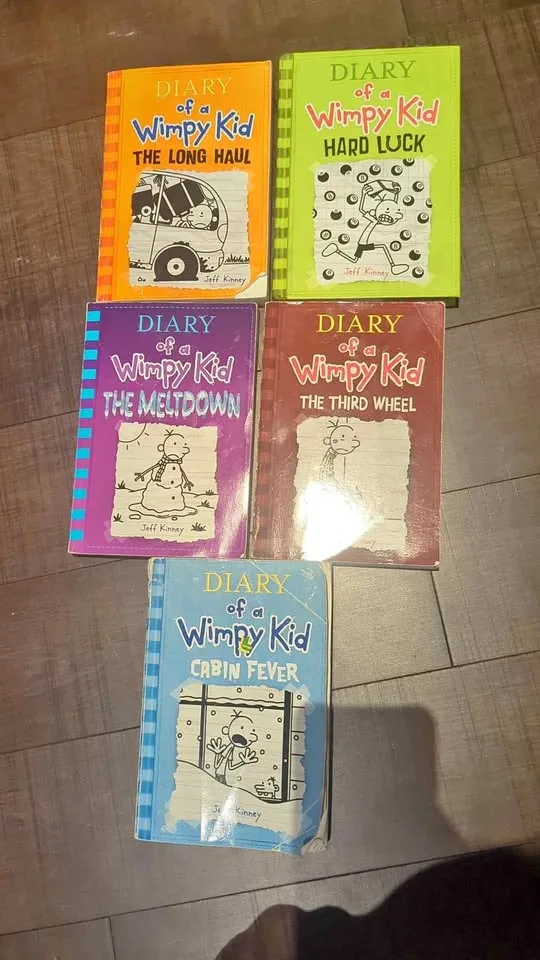 DIARY
of a
Wimpy Kid
THE LONG HAUL
Jeff Kinney
DIARY
of a
Wimpy Kid
HARD LUCK
Jeff Kinney
DIARY
of a
Wimpy Kid
THE MELTDOWN
Jeff Kinney
DIARY
of a
Wimpy Kid
THE THIRD WHEEL
DIARY
of a
Wimpy Kid
CABIN FEVER
Jeff Kinney